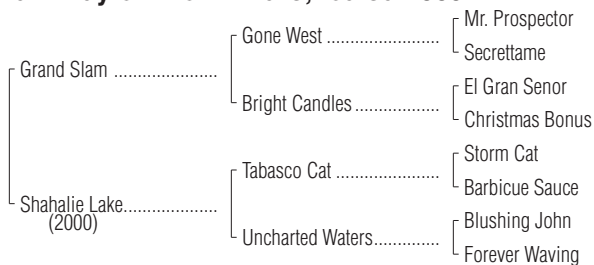 Mr. Prospector
Gone West ........................
Secrettame
Grand Slam ......................
El Gran Senor
Bright Candles ..................
Christmas Bonus
Storm Cat
Tabasco Cat ......................
Barbicue Sauce
Shahalie Lake....................
(2000)
Blushing John
Uncharted Waters..............
Forever Waving